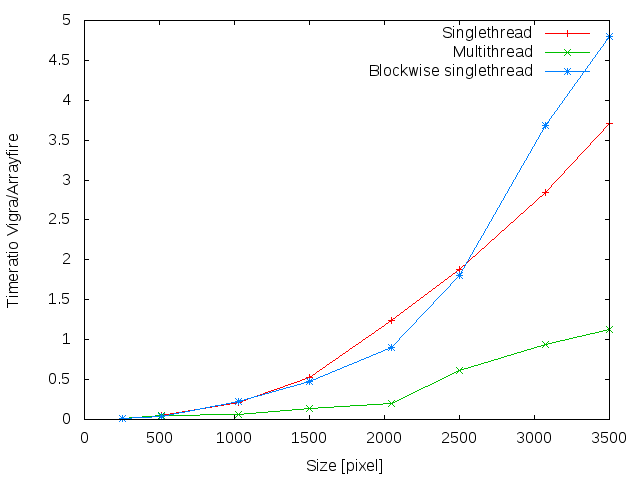 5
4.5
4
3.5
3
2.5
2
1.5
1
0.5
0
0 500 1000 1500 2000 2500 3000 3500
Timeratio Vigra/Arrayfire
Size [pixel]
Singlethread
Multithread
Blockwise singlethread